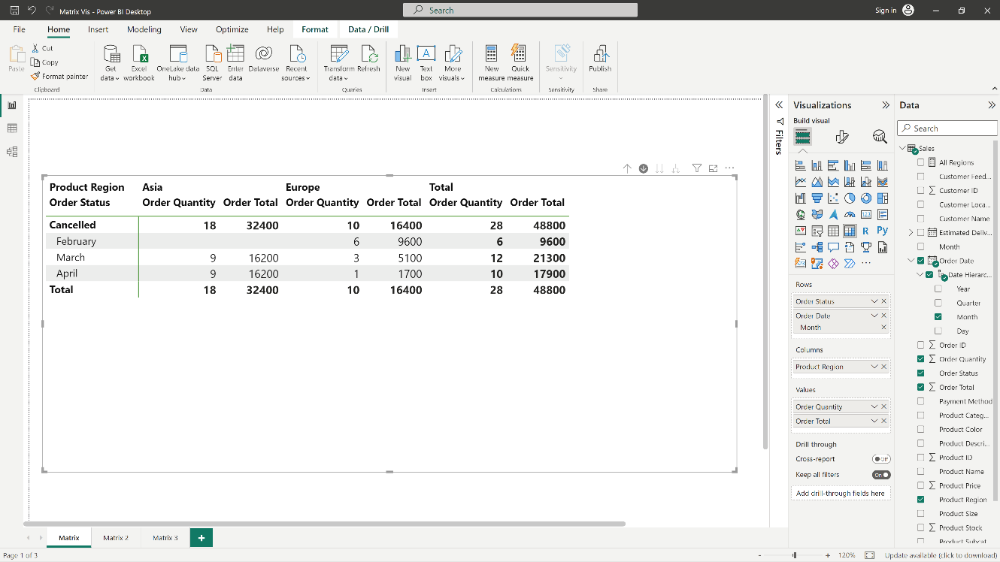 Matrix Vis - Power BI Desktop
Search
Sign in
File Home Insert Modeling View Optimize Help Format Data / Drill
Paste
Cut
Copy
Format painter
Clipboard
Get data
Excel workbook
OneLake data hub
SQL Server
Enter data
Dataverse
Recent sources
Data
Transform data
Refresh
Queries
New visual
Text box
More visuals
Insert
New measure
Quick measure
Calculations
Sensitivity
Sensitivity
Publish
Share
Product Region Asia Europe Total
Order Status Order Quantity Order Total Order Quantity Order Total Order Quantity Order Total
Cancelled 18 32400 10 16400 28 48800
February 6 9600 6 9600
March 9 16200 3 5100 12 21300
April 9 16200 1 1700 10 17900
Total 18 32400 10 16400 28 48800
Filters
Visualizations
Build visual
R Py
123
Rows
Order Status
Order Date
Month
Columns
Product Region
Values
Order Quantity
Order Total
Drill through
Cross-report Off
Keep all filters On
Add drill-through fields here
Data
Search
Sales
All Regions
Customer Feed...
Customer ID
Customer Loca...
Customer Name
Estimated Deliv...
Month
Order Date
Date Hierarc...
Year
Quarter
Month
Day
Order ID
Order Quantity
Order Status
Order Total
Payment Method
Product Categ...
Product Color
Product Descri...
Product ID
Product Name
Product Price
Product Region
Product Size
Product Stock
Product Subcat
Matrix Matrix 2 Matrix 3 +
Page 1 of 3
- + 120%
Update available (click to download)